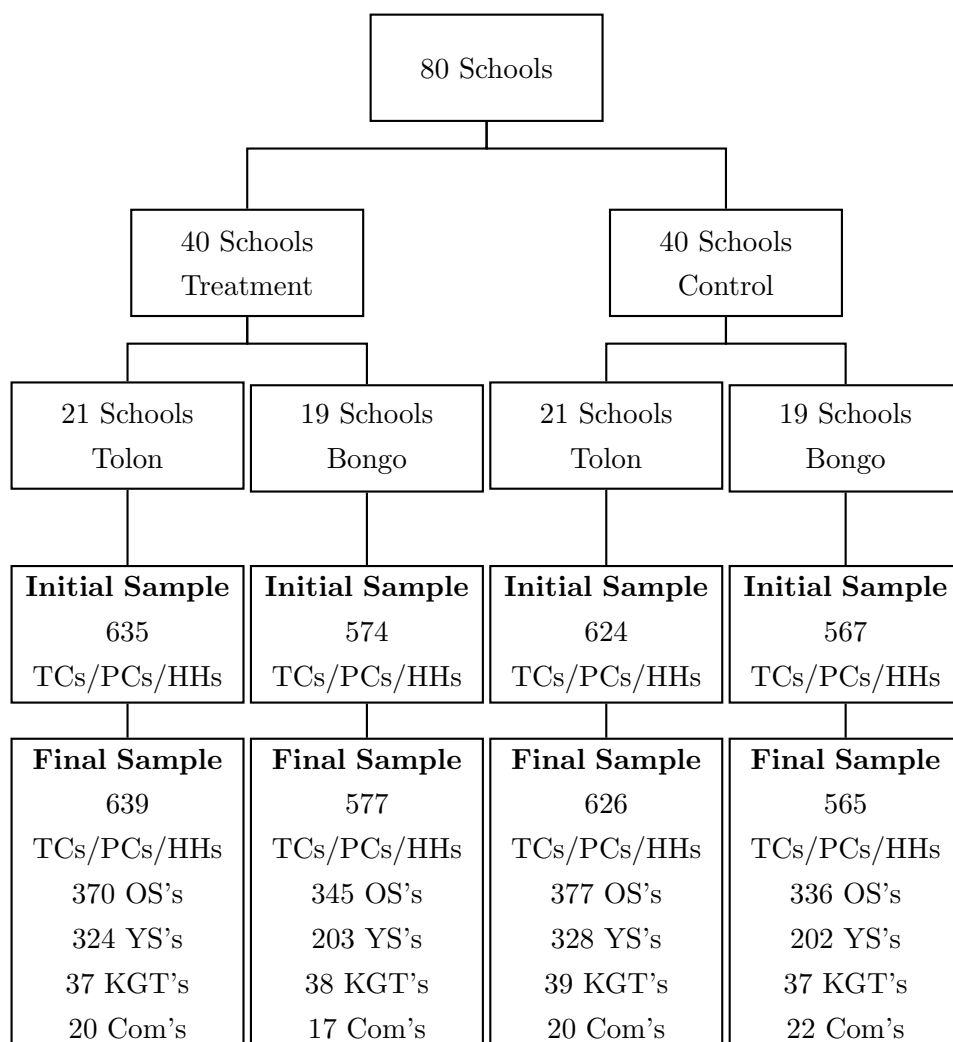 80 Schools
40 Schools
Treatment
40 Schools
Control
21 Schools
Tolon
19 Schools
Bongo
21 Schools
Tolon
19 Schools
Bongo
Initial Sample
635
TCs/PCs/HHs
Initial Sample
574
TCs/PCs/HHs
Initial Sample
624
TCs/PCs/HHs
Initial Sample
567
TCs/PCs/HHs
Final Sample
639
TCs/PCs/HHs
370 OS's
324 YS's
37 KGT's
20 Com's
Final Sample
577
TCs/PCs/HHs
345 OS's
203 YS's
38 KGT's
17 Com's
Final Sample
626
TCs/PCs/HHs
377 OS's
328 YS's
39 KGT's
20 Com's
Final Sample
565
TCs/PCs/HHs
336 OS's
202 YS's
37 KGT's
22 Com's